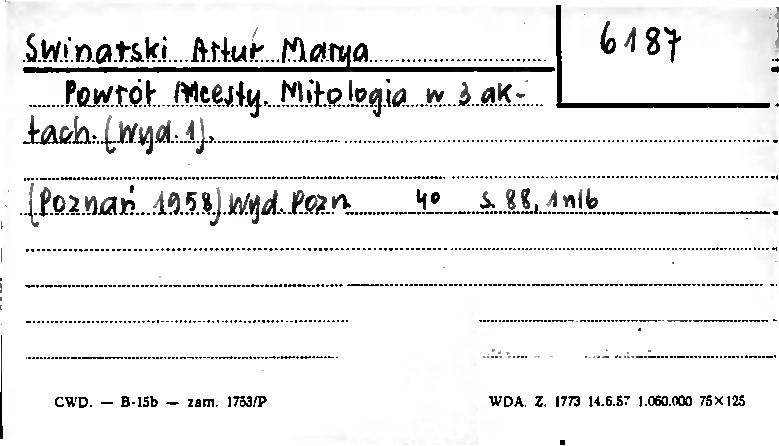 Swinarski Artur Marya
6187
Powrót Alcesty. Mitologia w 3 ak-
tach. [Wyd. 1].
[Poznań 1958] Wyd. Pozn. 4º s. 88, 1 nlb
CWD. — B-15b — zam. 1753/P
WDA. Z. 1773 14.6.57 1.060.000 75×125